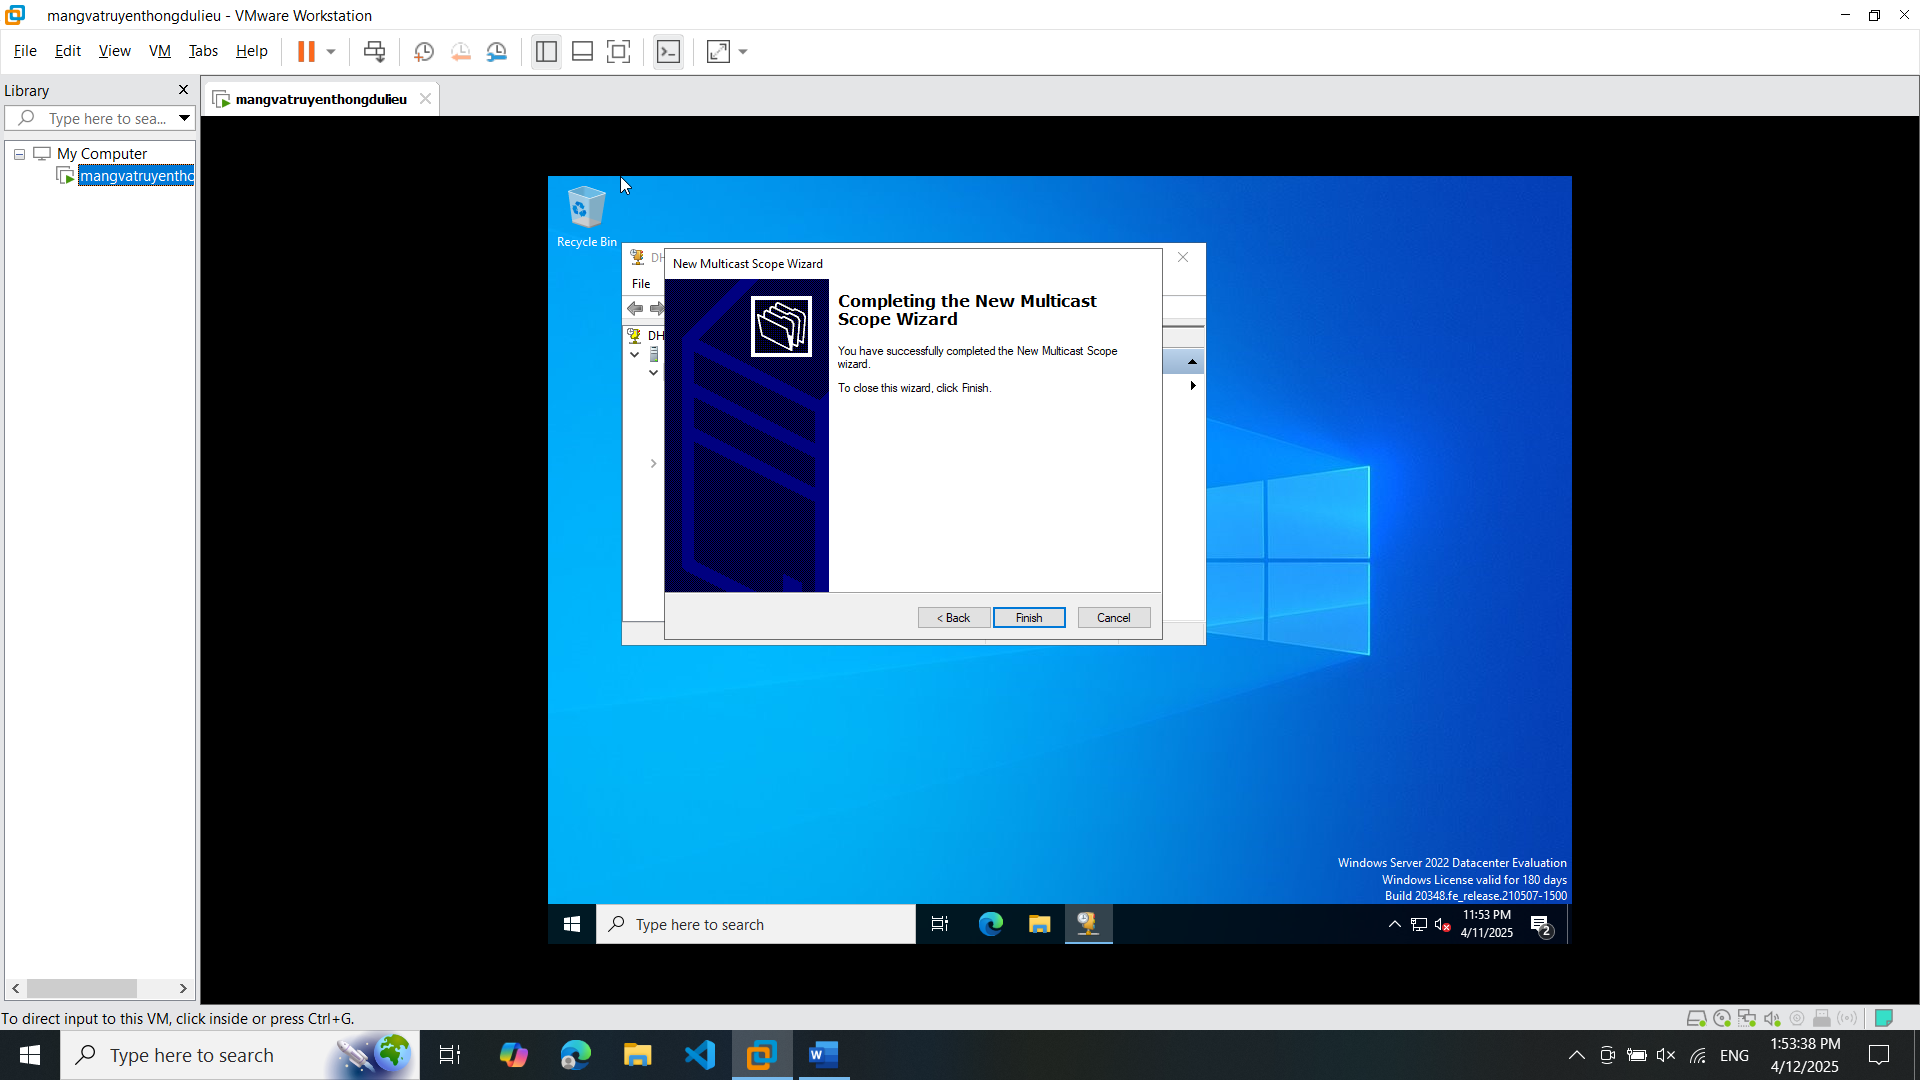 mangvatruyenthongdulieu - VMware Workstation
File Edit View VM Tabs Help
Library
Type here to sea...
My Computer
mangvatruyentho
mangvatruyenthongdulieu
Recycle Bin
DH
File
DH
New Multicast Scope Wizard
Completing the New Multicast
Scope Wizard
You have successfully completed the New Multicast Scope
wizard.
To close this wizard, click Finish.
< Back Finish Cancel
Windows Server 2022 Datacenter Evaluation
Windows License valid for 180 days
Build 20348.fe_release.210507-1500
Type here to search
11:53 PM
4/11/2025
2
To direct input to this VM, click inside or press Ctrl+G.
Type here to search
ENG
1:53:38 PM
4/12/2025